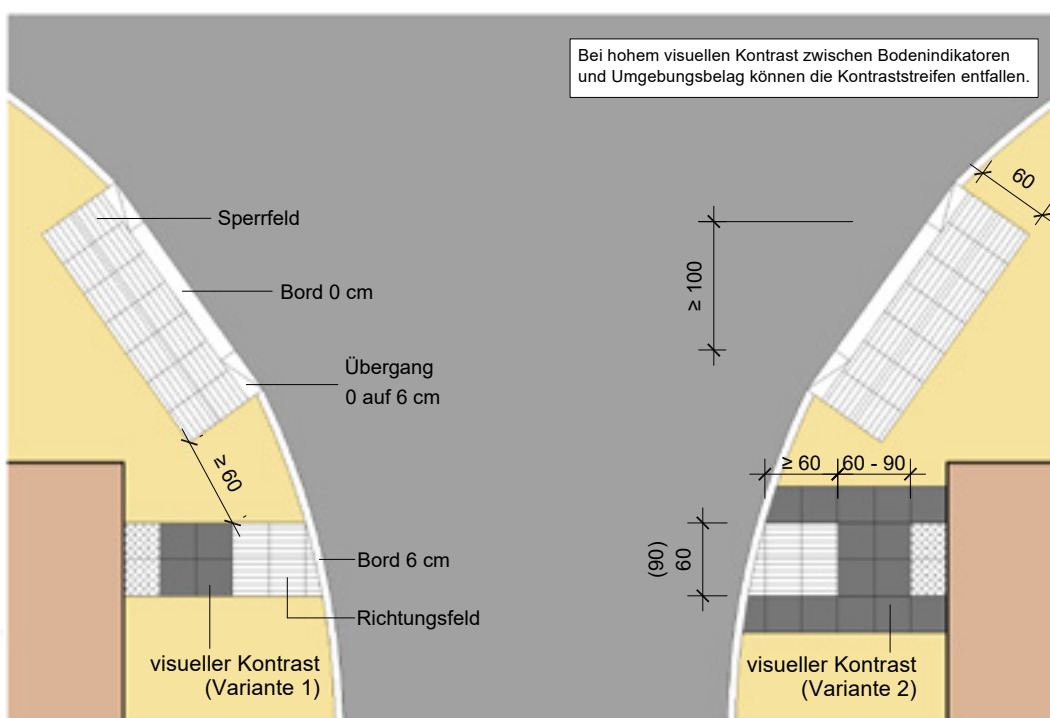 Bei hohem visuellen Kontrast zwischen Bodenindikatoren
und Umgebungsbelag können die Kontraststreifen entfallen.
60
Sperrfeld
≥ 100
Bord 0 cm
Übergang
0 auf 6 cm
≥ 60
≥ 60
60 - 90
Bord 6 cm
(90)
60
Richtungsfeld
visueller Kontrast
(Variante 1)
visueller Kontrast
(Variante 2)